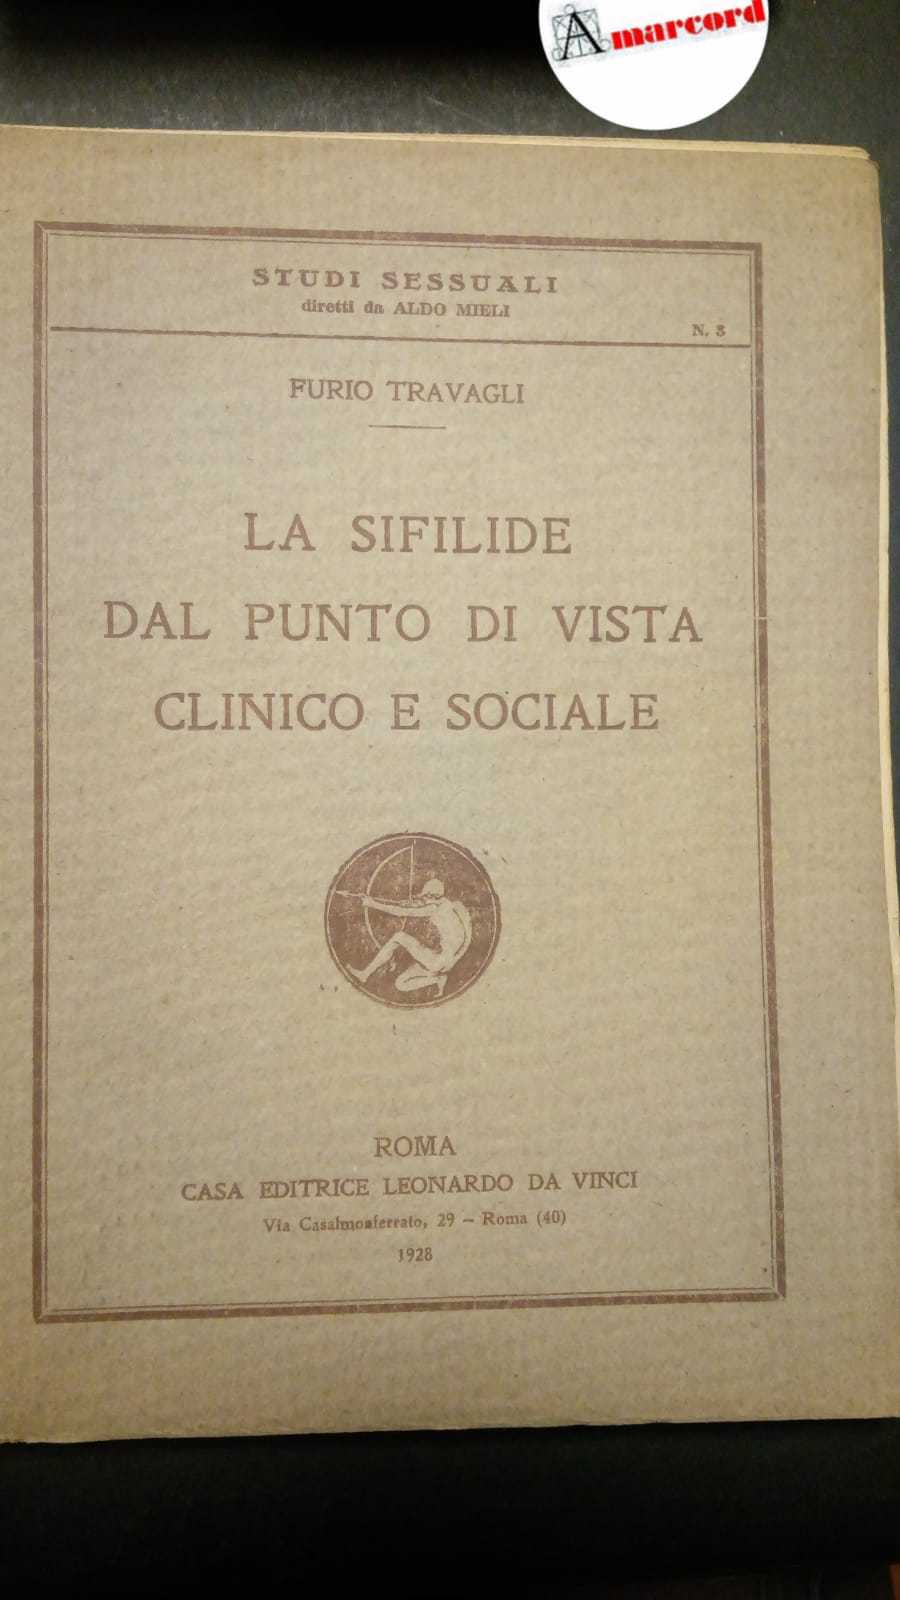 Amarcord
STUDI SESSUALI
diretti da ALDO MIELI
N. 3
FURIO TRAVAGLI
LA SIFILIDE
DAL PUNTO DI VISTA
CLINICO E SOCIALE
ROMA
CASA EDITRICE LEONARDO DA VINCI
Via Casalmonferrato, 29 – Roma (40)
1928